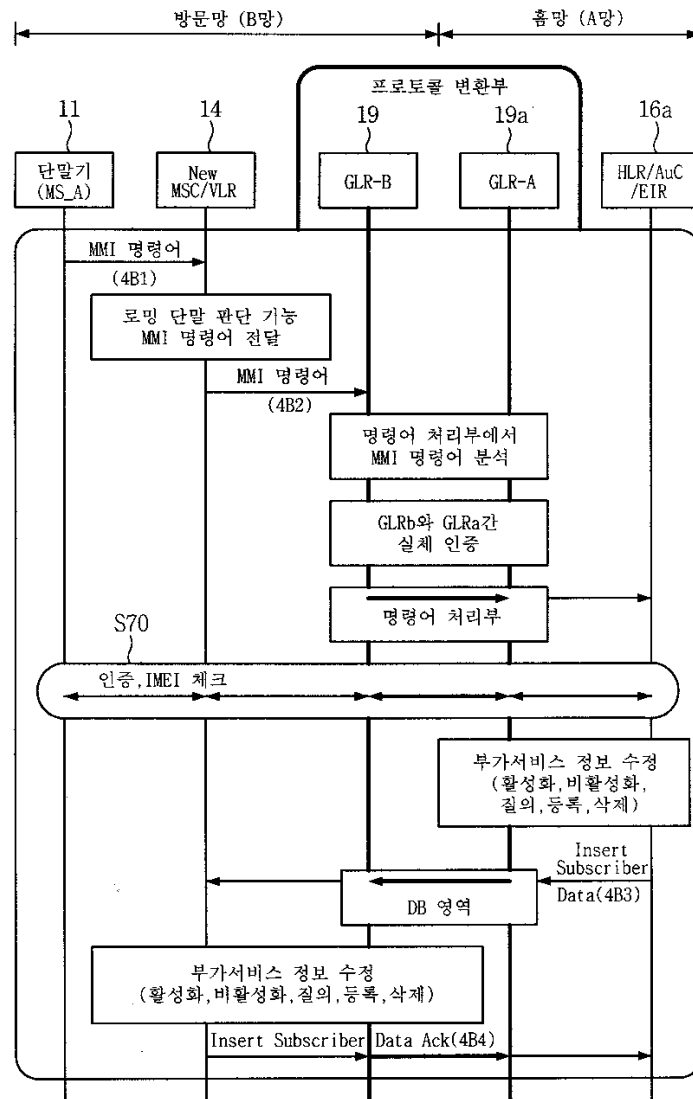 방문망 (B망)
홈망 (A망)
프로토콜 변환부
11
14
19
19a
16a
단말기
(MS_A)
New
MSC/VLR
GLR-B
GLR-A
HLR/AuC
/EIR
MMI 명령어
(4B1)
로밍 단말 판단 기능
MMI 명령어 전달
MMI 명령어
(4B2)
명령어 처리부에서
MMI 명령어 분석
GLRb와 GLRa간
실체 인증
명령어 처리부
S70
인증,IMEI 체크
부가서비스 정보 수정
(활성화,비활성화,
질의,등록,삭제)
Insert
Subscriber
Data(4B3)
DB 영역
부가서비스 정보 수정
(활성화,비활성화,질의,등록,삭제)
Insert Subscriber Data Ack(4B4)